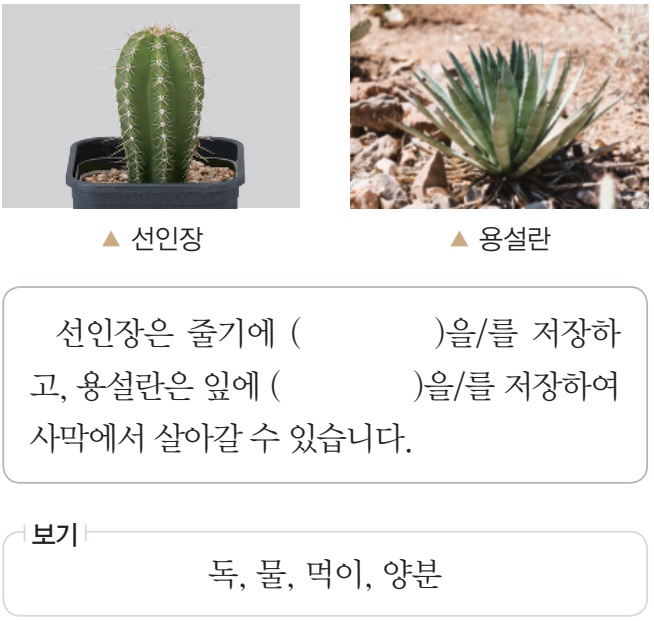 ▲ 선인장
▲ 용설란
선인장은 줄기에 (          )을/를 저장하
고, 용설란은 잎에 (          )을/를 저장하여
사막에서 살아갈 수 있습니다.
보기
독, 물, 먹이, 양분